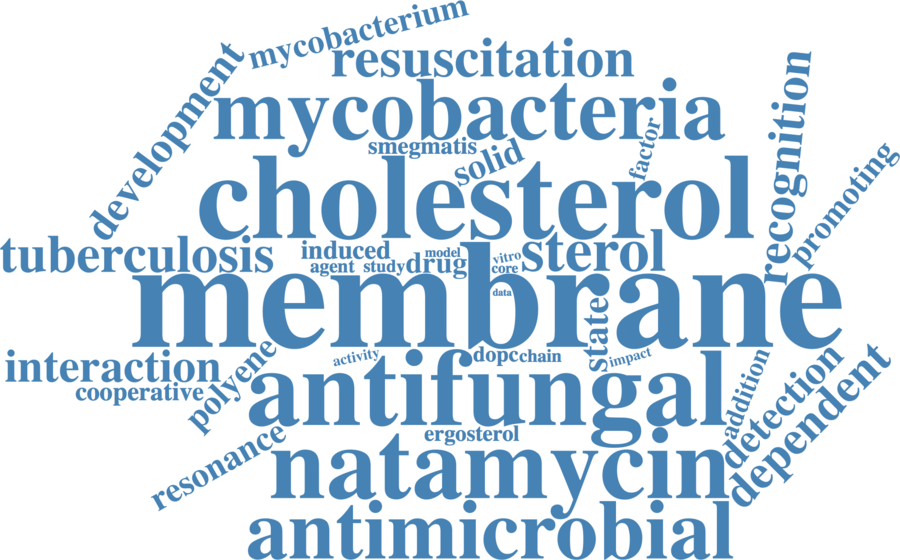 mycobacterium
resuscitation
development
mycobacteria
recognition
smegmatis
solid
factor
promoting
cholesterol
tuberculosis
induced
model
vitro
sterol
agent
study
drug
core
data
membrane
state
interaction
activity
dopc
chain
impact
cooperative
polyene
antifungal
addition
detection
dependent
ergosterol
resonance
natamycin
antimicrobial